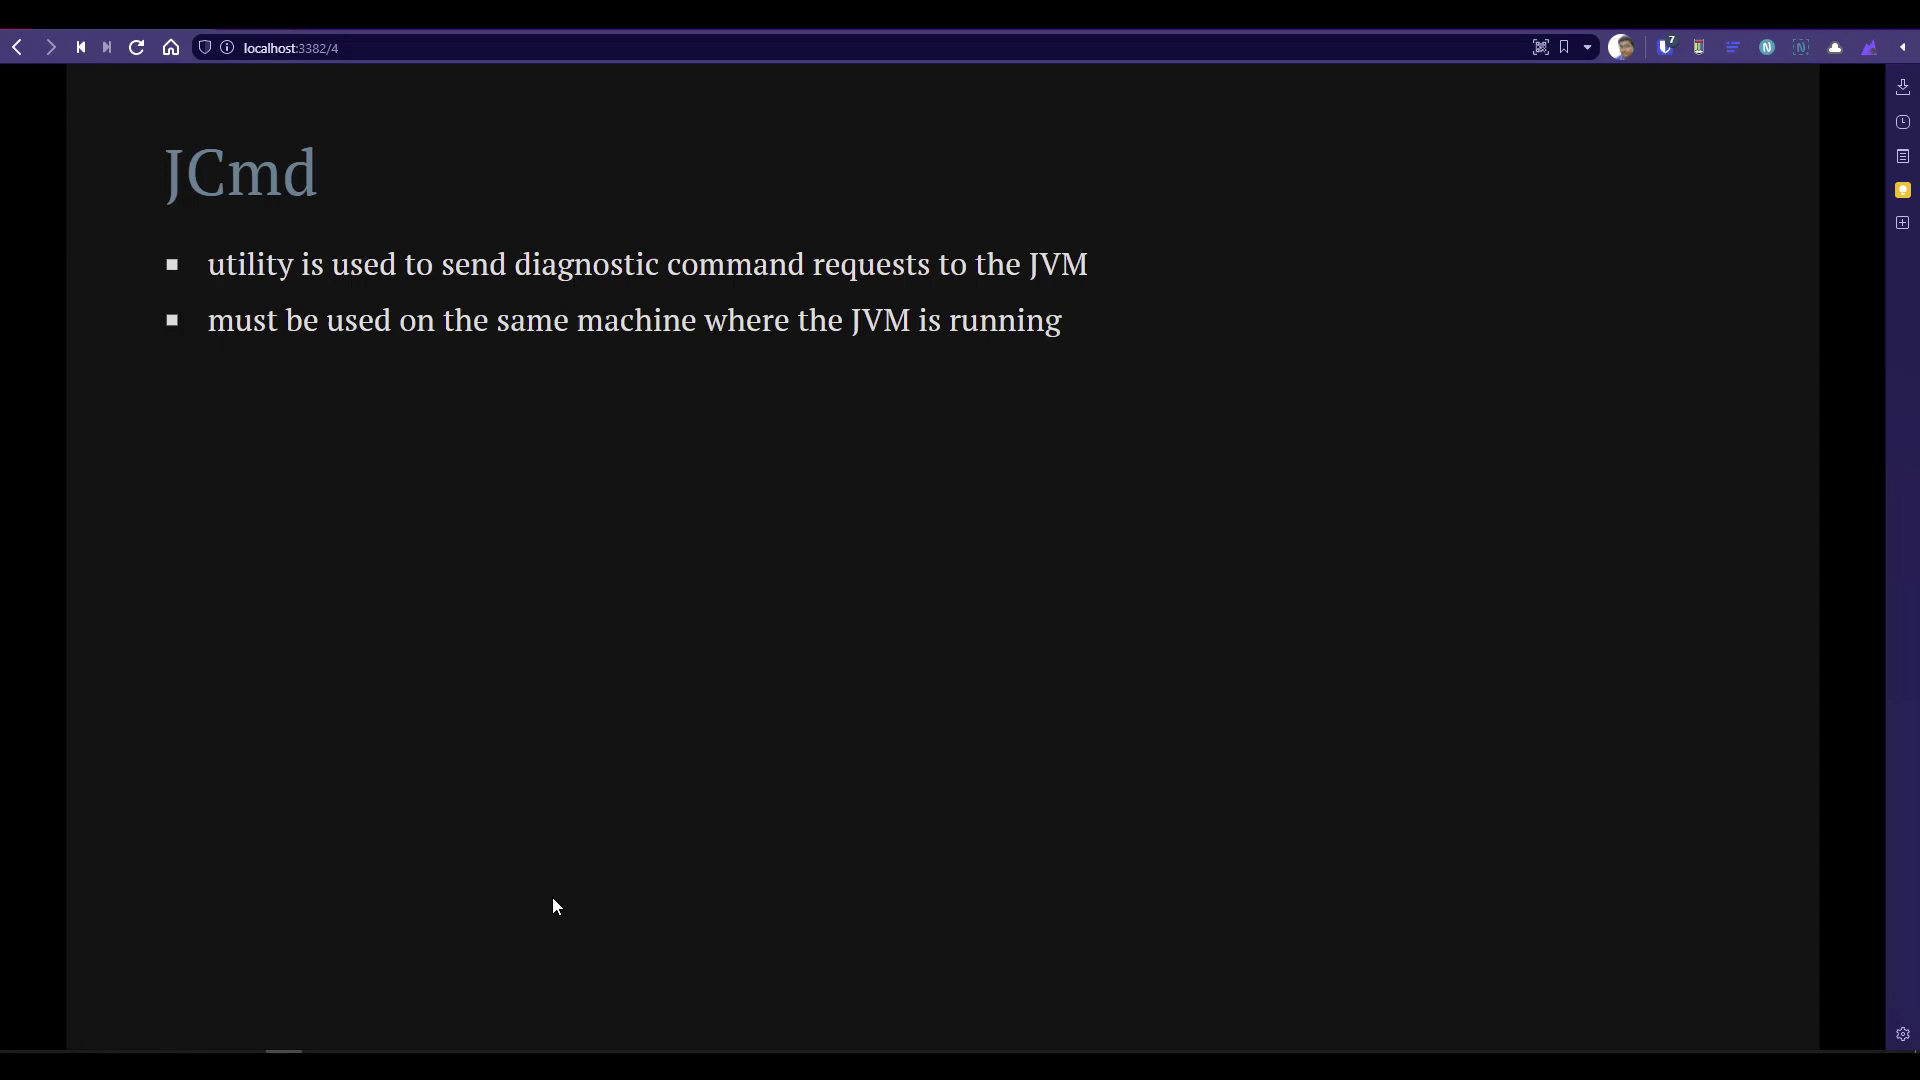 localhost:3382/4
7
JCmd
▪ utility is used to send diagnostic command requests to the JVM
▪ must be used on the same machine where the JVM is running